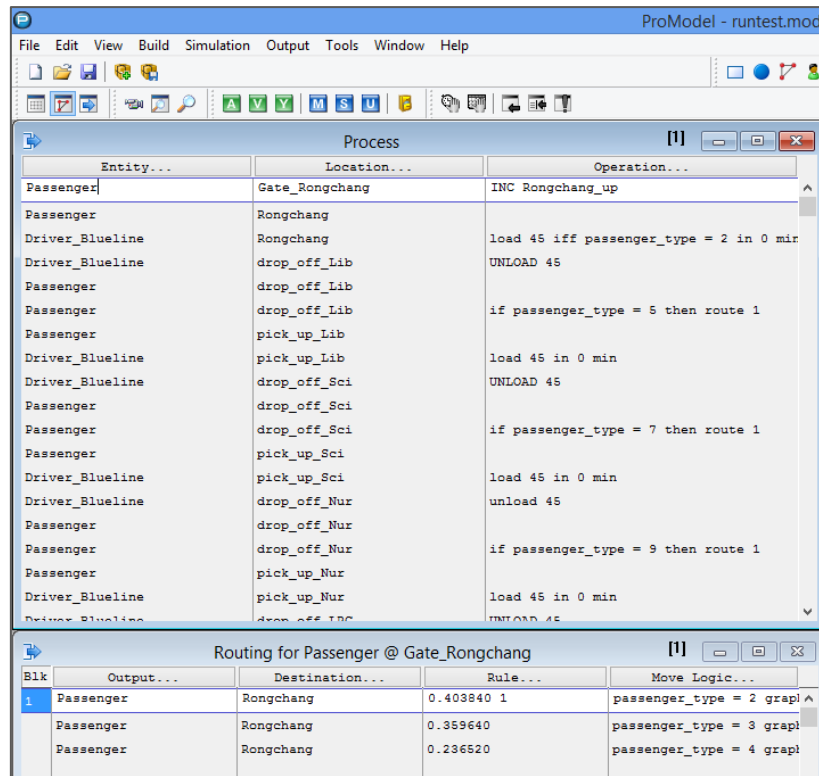 ProModel - runtest.mod
File Edit View Build Simulation Output Tools Window Help
A V Y M S U
Process [1]
Entity... Location... Operation...
Passenger Gate_Rongchang INC Rongchang_up
Passenger Rongchang
Driver_Blueline Rongchang load 45 iff passenger_type = 2 in 0 min
Driver_Blueline drop_off_Lib UNLOAD 45
Passenger drop_off_Lib
Passenger drop_off_Lib if passenger_type = 5 then route 1
Passenger pick_up_Lib
Driver_Blueline pick_up_Lib load 45 in 0 min
Driver_Blueline drop_off_Sci UNLOAD 45
Passenger drop_off_Sci
Passenger drop_off_Sci if passenger_type = 7 then route 1
Passenger pick_up_Sci
Driver_Blueline pick_up_Sci load 45 in 0 min
Driver_Blueline drop_off_Nur unload 45
Passenger drop_off_Nur
Passenger drop_off_Nur if passenger_type = 9 then route 1
Passenger pick_up_Nur
Driver_Blueline pick_up_Nur load 45 in 0 min
Driver_Blueline UNLOAD 45
Routing for Passenger @ Gate_Rongchang [1]
Blk Output... Destination... Rule... Move Logic...
1 Passenger Rongchang 0.403840 1 passenger_type = 2 grap
Passenger Rongchang 0.359640 passenger_type = 3 grap
Passenger Rongchang 0.236520 passenger_type = 4 grap